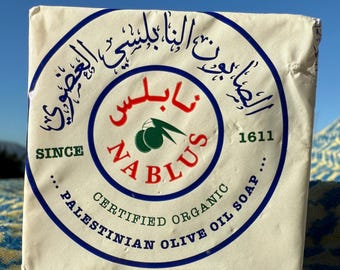 الصابون النابلسي العضوي
نابلس
SINCE 1611
NABLUS
CERTIFIED ORGANIC
... PALESTINIAN OLIVE OIL SOAP ...